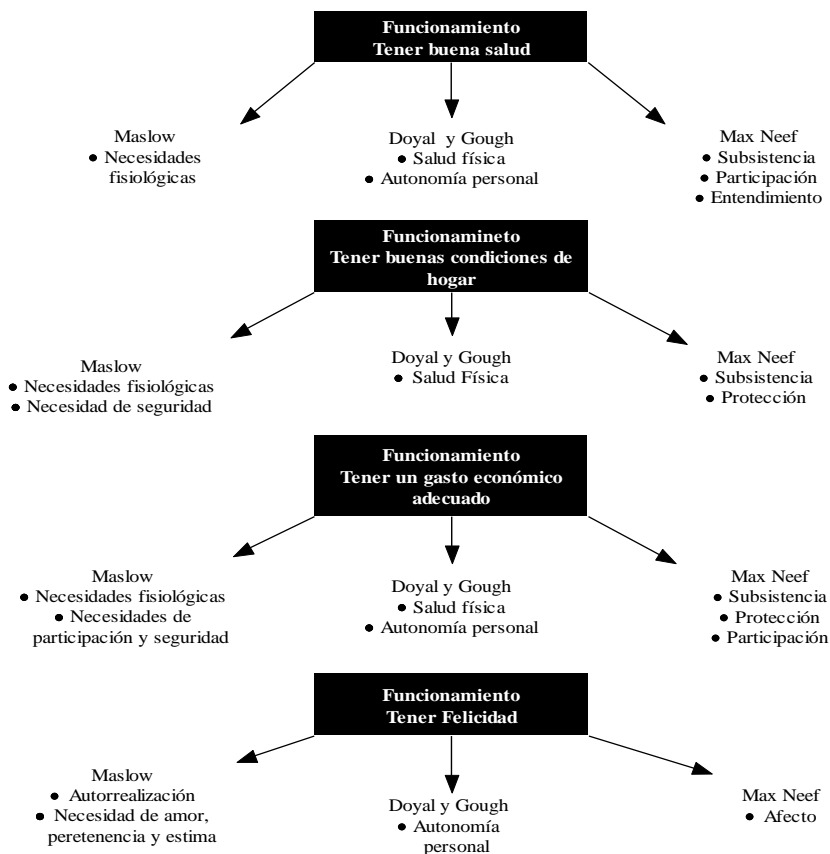 Funcionamiento
Tener buena salud
Maslow
● Necesidades
fisiológicas
Doyal y Gough
● Salud física
● Autonomía personal
Max Neef
● Subsistencia
● Participación
● Entendimiento
Funcionamineto
Tener buenas condiciones de
hogar
Maslow
● Necesidades fisiológicas
● Necesidad de seguridad
Doyal y Gough
● Salud Física
Max Neef
● Subsistencia
● Protección
Funcionamiento
Tener un gasto económico
adecuado
Maslow
● Necesidades fisiológicas
● Necesidades de
participación y seguridad
Doyal y Gough
● Salud física
● Autonomía personal
Max Neef
● Subsistencia
● Protección
● Participación
Funcionamiento
Tener Felicidad
Maslow
● Autorrealización
● Necesidad de amor,
peretenencia y estima
Doyal y Gough
● Autonomía
personal
Max Neef
● Afecto